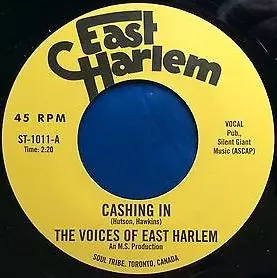 East
Harlem
45 RPM
ST-1011-A
Time: 2:20
VOCAL
Pub.,
Silent Giant
Music (ASCAP)
CASHING IN
(Hutson, Hawkins)
THE VOICES OF EAST HARLEM
An M.S. Production
SOUL TRIBE, TORONTO, CANADA